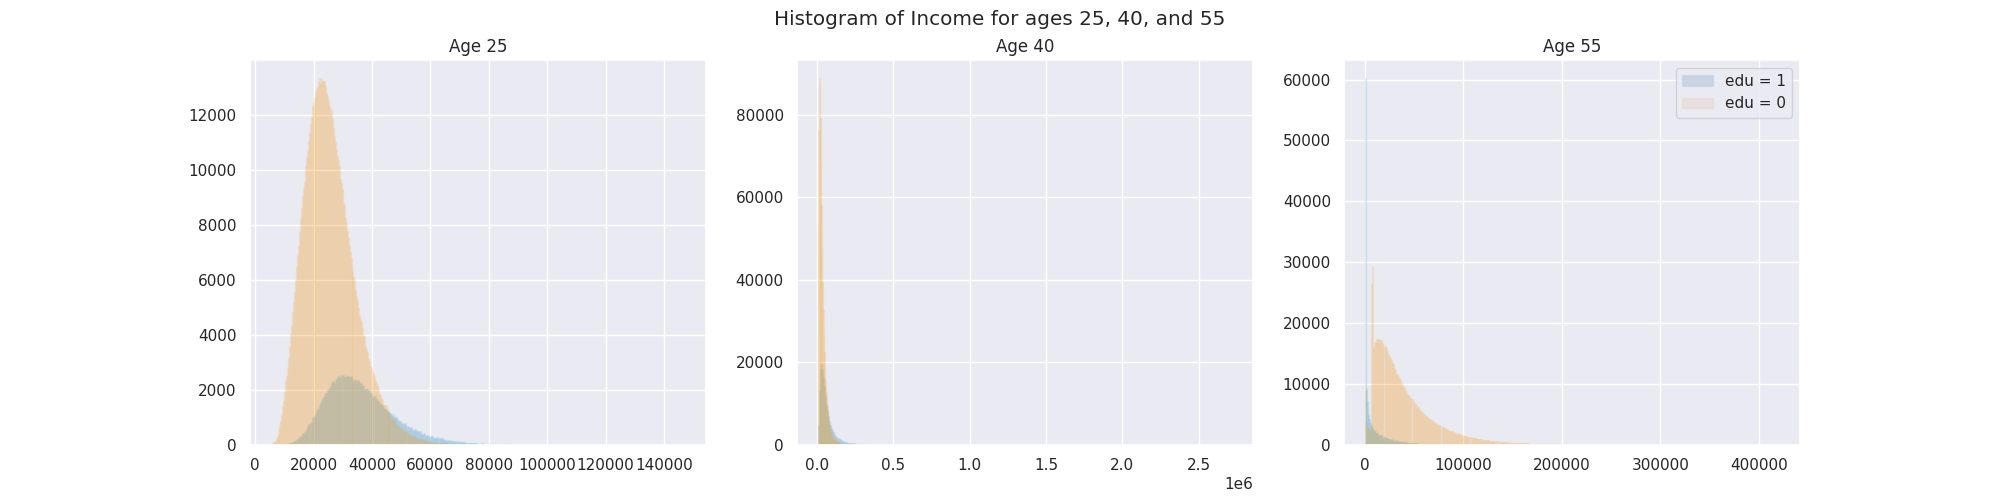 Histogram of Income for ages 25, 40, and 55
Age 25
12000
10000
8000
6000
4000
2000
0
0 20000 40000 60000 80000 100000 120000 140000
Age 40
80000
60000
40000
20000
0
0.0 0.5 1.0 1.5 2.0 2.5
1e6
Age 55
60000
50000
40000
30000
20000
10000
0
0 100000 200000 300000 400000
edu = 1
edu = 0